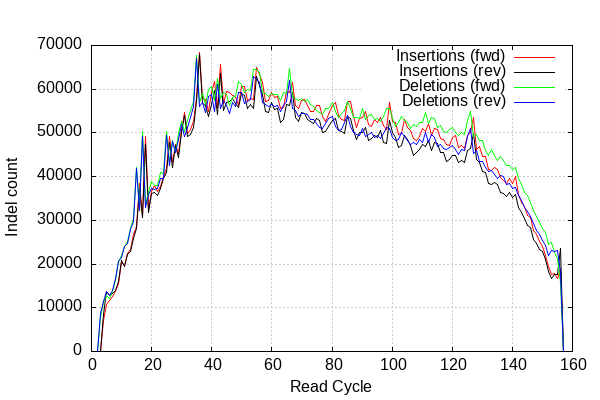 70000
60000
50000
40000
30000
20000
10000
0
Indel count
Insertions (fwd)
Insertions (rev)
Deletions (fwd)
Deletions (rev)
0 20 40 60 80 100 120 140 160
Read Cycle